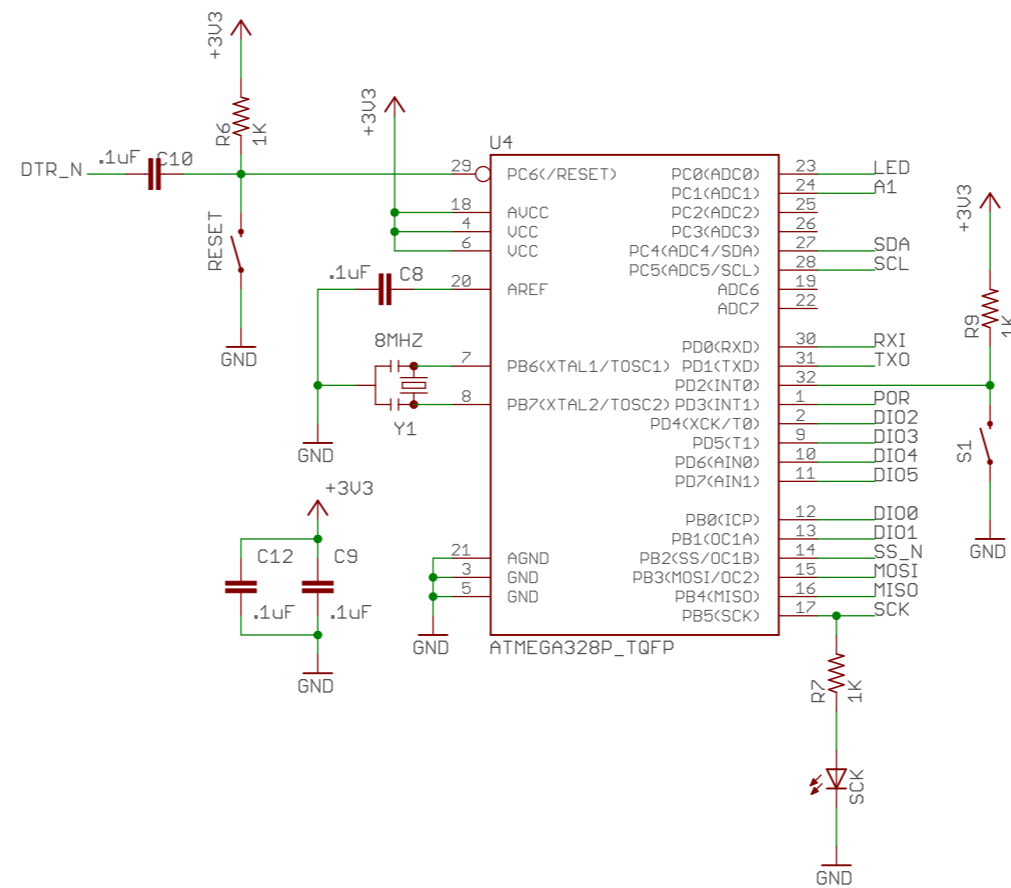 +3V3
R6
1K
DTR_N
.1uF
C10
RESET
GND
+3V3
U4
29
PC6(/RESET)
18
AVCC
4
VCC
6
VCC
.1uF
C8
20
AREF
8MHZ
7
PB6(XTAL1/TOSC1)
8
PB7(XTAL2/TOSC2)
Y1
GND
+3V3
C12
C9
.1uF
.1uF
GND
21
AGND
3
GND
5
GND
GND
ATMEGA328P_TQFP
PC0(ADC0)
23
LED
PC1(ADC1)
24
A1
PC2(ADC2)
25
PC3(ADC3)
26
PC4(ADC4/SDA)
27
SDA
PC5(ADC5/SCL)
28
SCL
ADC6
19
ADC7
22
PD0(RXD)
30
RXI
PD1(TXD)
31
TXO
PD2(INT0)
32
PD3(INT1)
1
POR
PD4(XCK/T0)
2
DIO2
PD5(T1)
9
DIO3
PD6(AIN0)
10
DIO4
PD7(AIN1)
11
DIO5
PB0(ICP)
12
DIO0
PB1(OC1A)
13
DIO1
PB2(SS/OC1B)
14
SS_N
PB3(MOSI/OC2)
15
MOSI
PB4(MISO)
16
MISO
PB5(SCK)
17
SCK
+3V3
R9
1K
S1
GND
R7
1K
SCK
GND